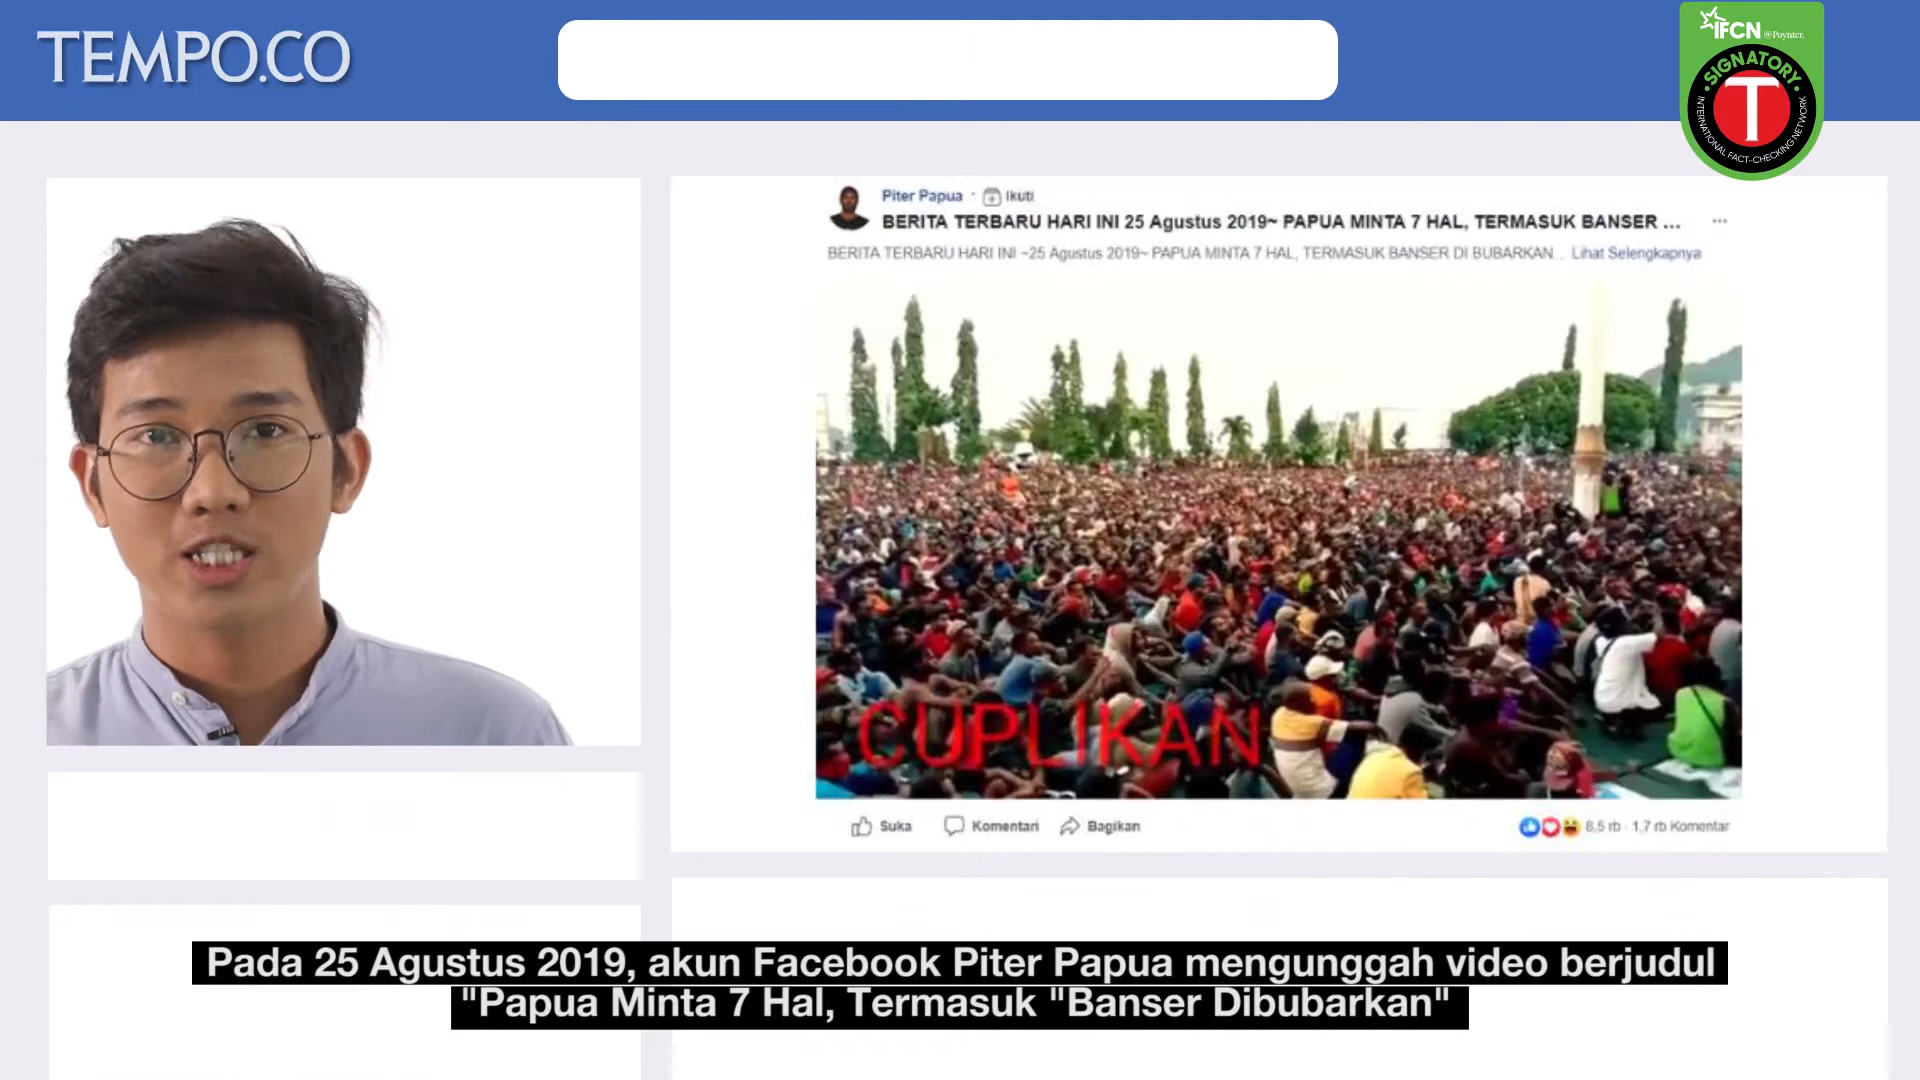 TEMPO.CO
IFCN @Poynter.
SIGNATORY
T
INTERNATIONAL FACT-CHECKING NETWORK
Piter Papua · Ikuti
BERITA TERBARU HARI INI 25 Agustus 2019~ PAPUA MINTA 7 HAL, TERMASUK BANSER ...
BERITA TERBARU HARI INI ~25 Agustus 2019~ PAPUA MINTA 7 HAL, TERMASUK BANSER DI BUBARKAN... Lihat Selengkapnya
CUPLIKAN
Suka Komentari Bagikan 8,5 rb · 1,7 rb Komentar
Pada 25 Agustus 2019, akun Facebook Piter Papua mengunggah video berjudul
"Papua Minta 7 Hal, Termasuk "Banser Dibubarkan"